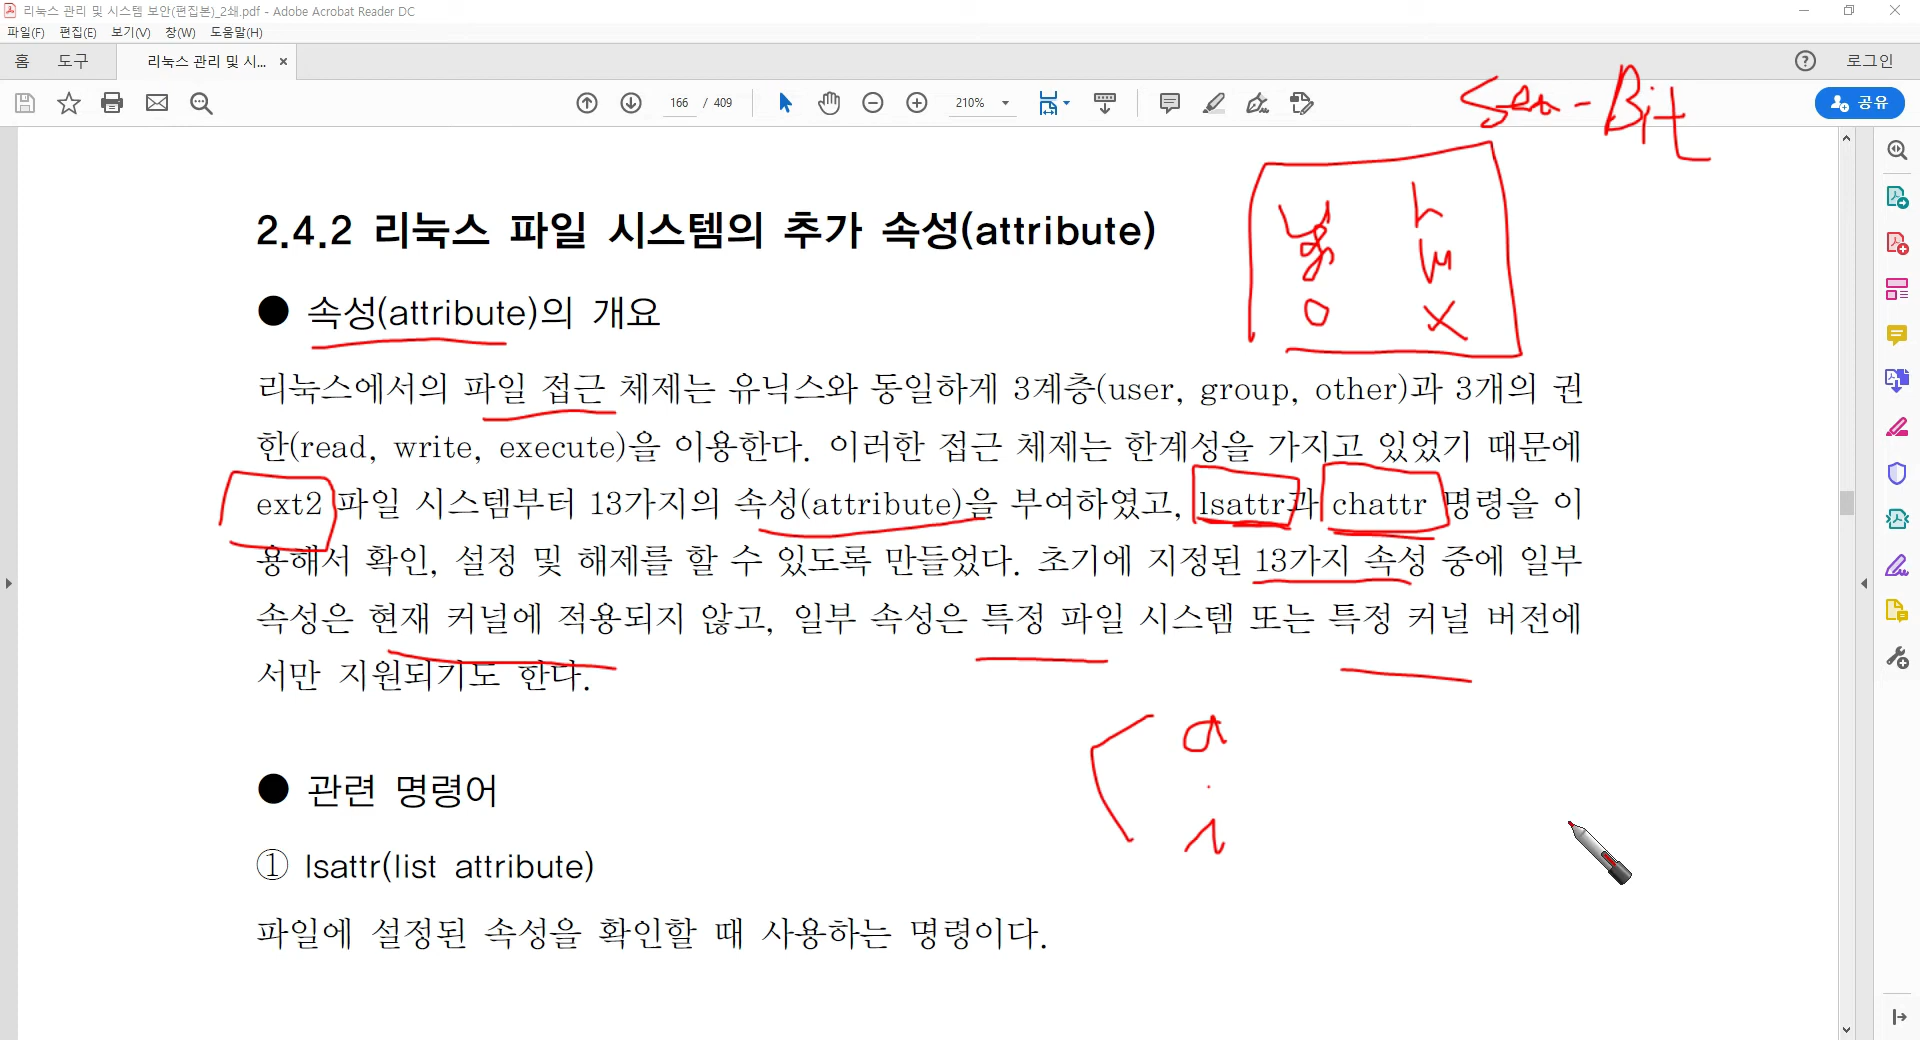 리눅스 관리 및 시스템 보안(편집본)_2쇄.pdf - Adobe Acrobat Reader DC
파일(F) 편집(E) 보기(V) 창(W) 도움말(H)
홈 도구 리눅스 관리 및 시... × 로그인
166 / 409 210% 공유
Bit
2.4.2 리눅스 파일 시스템의 추가 속성(attribute)
u r
g w
o x
● 속성(attribute)의 개요
리눅스에서의 파일 접근 체제는 유닉스와 동일하게 3계층(user, group, other)과 3개의 권
한(read, write, execute)을 이용한다. 이러한 접근 체제는 한계성을 가지고 있었기 때문에
ext2 파일 시스템부터 13가지의 속성(attribute)을 부여하였고, lsattr과 chattr 명령을 이
용해서 확인, 설정 및 해제를 할 수 있도록 만들었다. 초기에 지정된 13가지 속성 중에 일부
속성은 현재 커널에 적용되지 않고, 일부 속성은 특정 파일 시스템 또는 특정 커널 버전에
서만 지원되기도 한다.
a
i
● 관련 명령어
① lsattr(list attribute)
파일에 설정된 속성을 확인할 때 사용하는 명령이다.